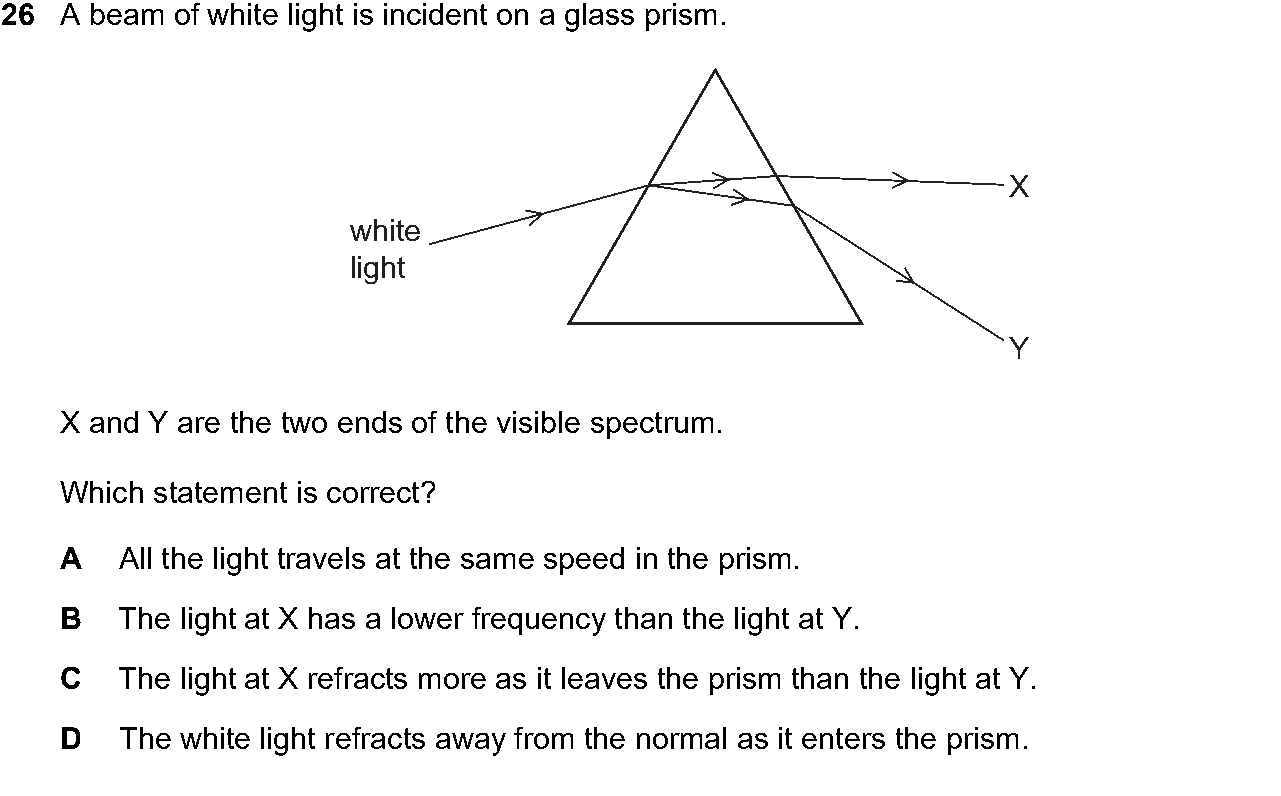 26 A beam of white light is incident on a glass prism.
white
light
X
Y
X and Y are the two ends of the visible spectrum.
Which statement is correct?
A All the light travels at the same speed in the prism.
B The light at X has a lower frequency than the light at Y.
C The light at X refracts more as it leaves the prism than the light at Y.
D The white light refracts away from the normal as it enters the prism.